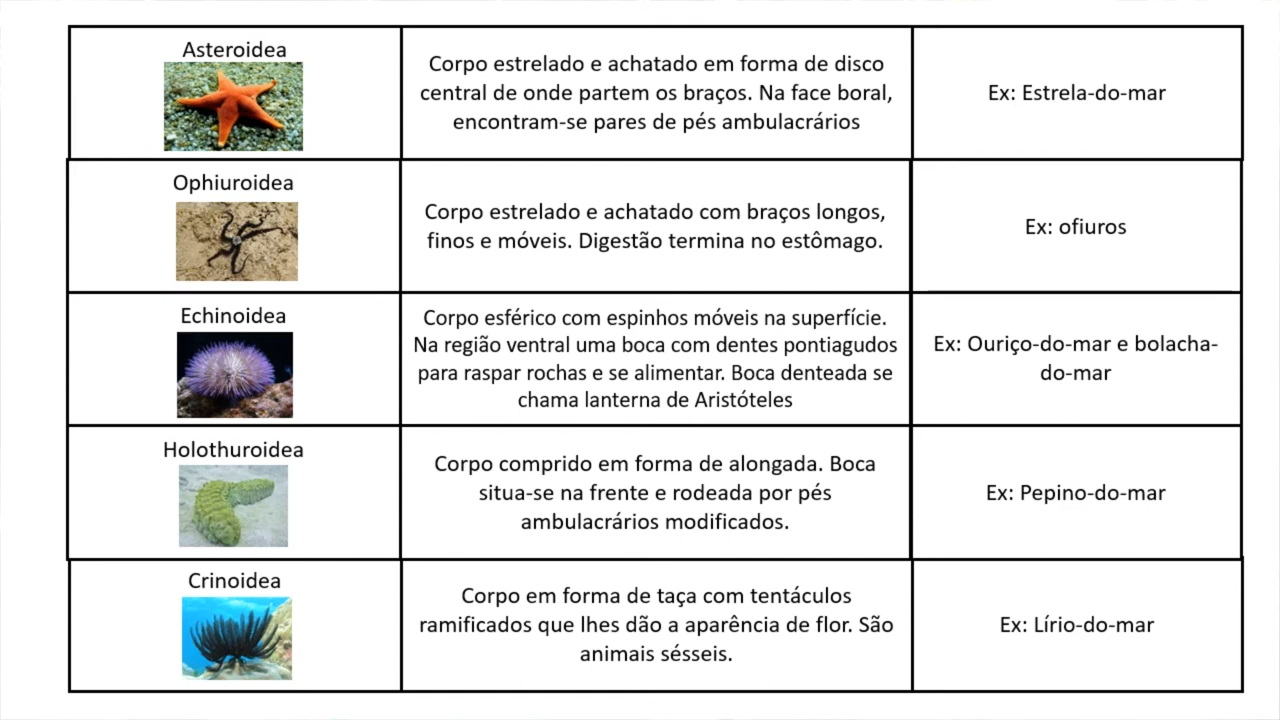 Asteroidea
Corpo estrelado e achatado em forma de disco
central de onde partem os braços. Na face boral,
encontram-se pares de pés ambulacrários
Ex: Estrela-do-mar
Ophiuroidea
Corpo estrelado e achatado com braços longos,
finos e móveis. Digestão termina no estômago.
Ex: ofiuros
Echinoidea
Corpo esférico com espinhos móveis na superfície.
Na região ventral uma boca com dentes pontiagudos
para raspar rochas e se alimentar. Boca denteada se
chama lanterna de Aristóteles
Ex: Ouriço-do-mar e bolacha-
do-mar
Holothuroidea
Corpo comprido em forma de alongada. Boca
situa-se na frente e rodeada por pés
ambulacrários modificados.
Ex: Pepino-do-mar
Crinoidea
Corpo em forma de taça com tentáculos
ramificados que lhes dão a aparência de flor. São
animais sésseis.
Ex: Lírio-do-mar